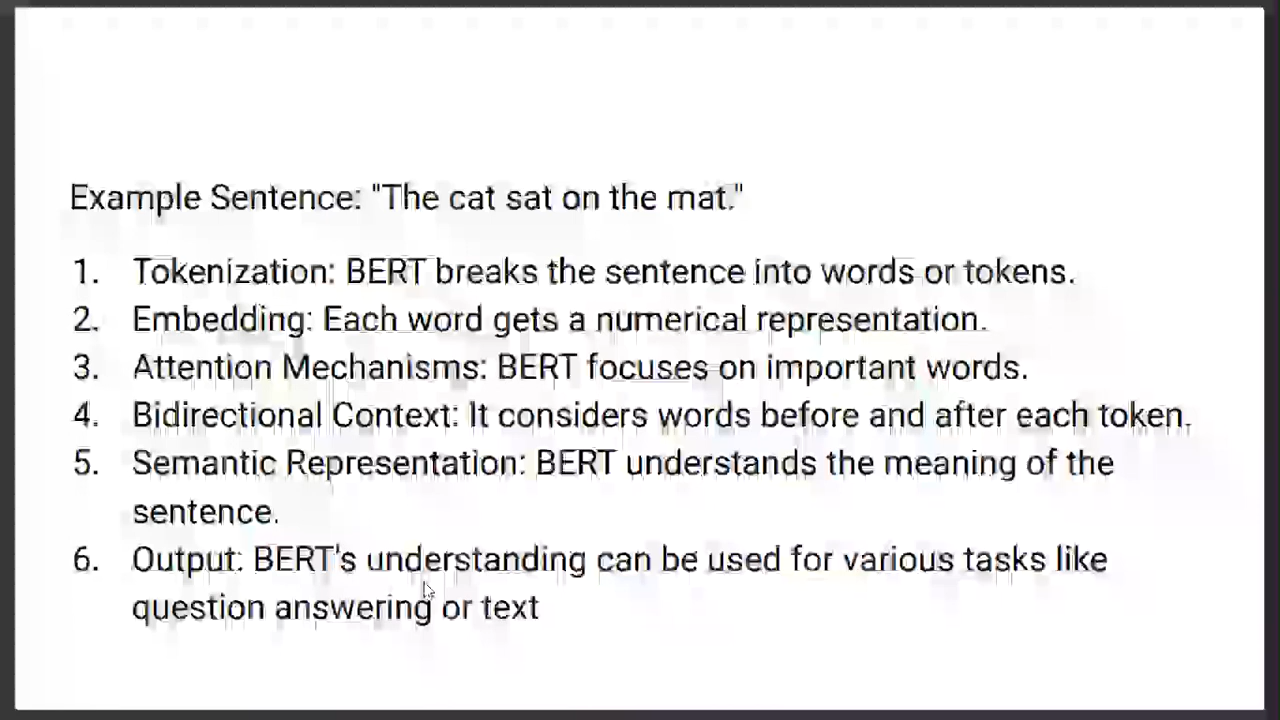 Example Sentence: "The cat sat on the mat."
1. Tokenization: BERT breaks the sentence into words or tokens.
2. Embedding: Each word gets a numerical representation.
3. Attention Mechanisms: BERT focuses on important words.
4. Bidirectional Context: It considers words before and after each token.
5. Semantic Representation: BERT understands the meaning of the
sentence.
6. Output: BERT's understanding can be used for various tasks like
question answering or text